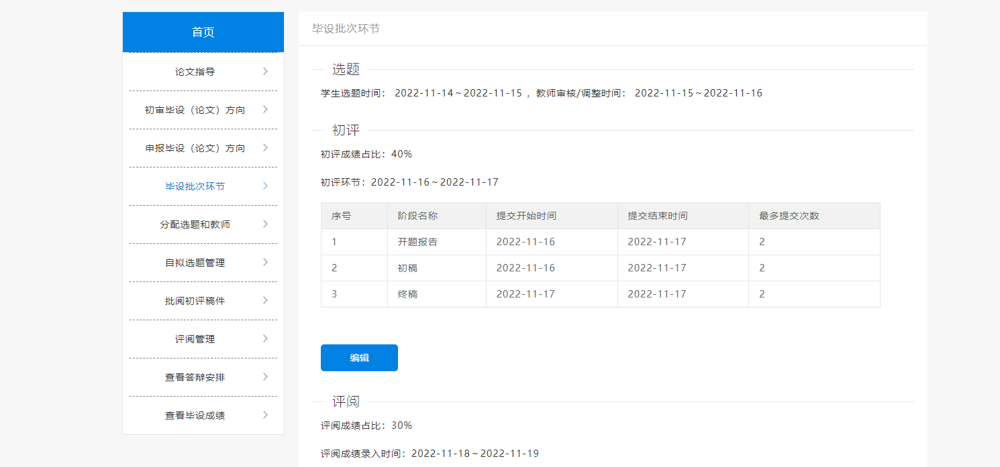 首页
论文指导
初审毕设（论文）方向
申报毕设（论文）方向
毕设批次环节
分配选题和教师
自拟选题管理
批阅初评稿件
评阅管理
查看答辩安排
查看毕设成绩
毕设批次环节
选题
学生选题时间： 2022-11-14～2022-11-15 ，教师审核/调整时间： 2022-11-15～2022-11-16
初评
初评成绩占比：40%
初评环节：2022-11-16～2022-11-17
序号 阶段名称 提交开始时间 提交结束时间 最多提交次数
1 开题报告 2022-11-16 2022-11-17 2
2 初稿 2022-11-16 2022-11-17 2
3 终稿 2022-11-17 2022-11-17 2
编辑
评阅
评阅成绩占比：30%
评阅成绩录入时间：2022-11-18～2022-11-19